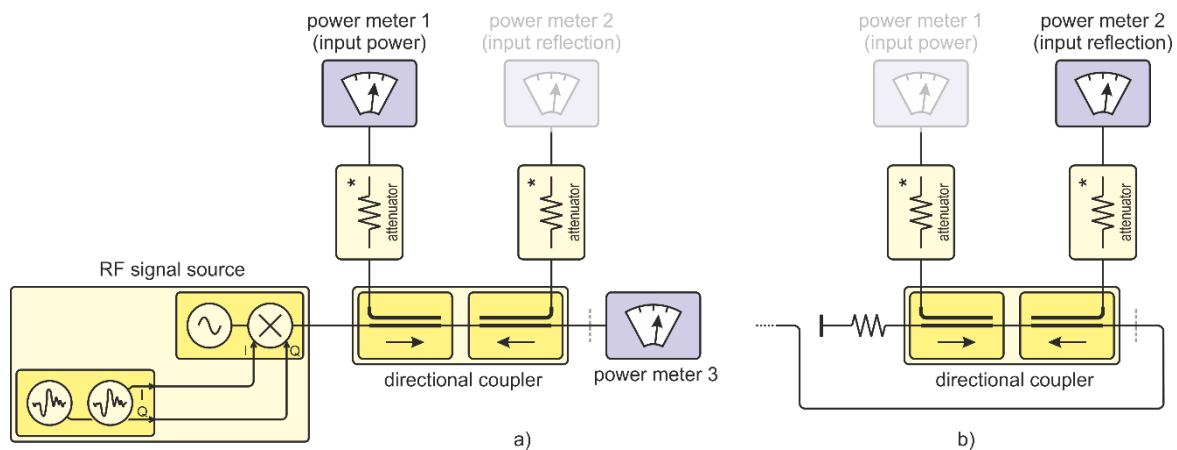 power meter 1
(input power)
power meter 2
(input reflection)
power meter 1
(input power)
power meter 2
(input reflection)
*
attenuator
*
attenuator
*
attenuator
*
attenuator
RF signal source
I
Q
I
Q
directional coupler
power meter 3
directional coupler
a)
b)